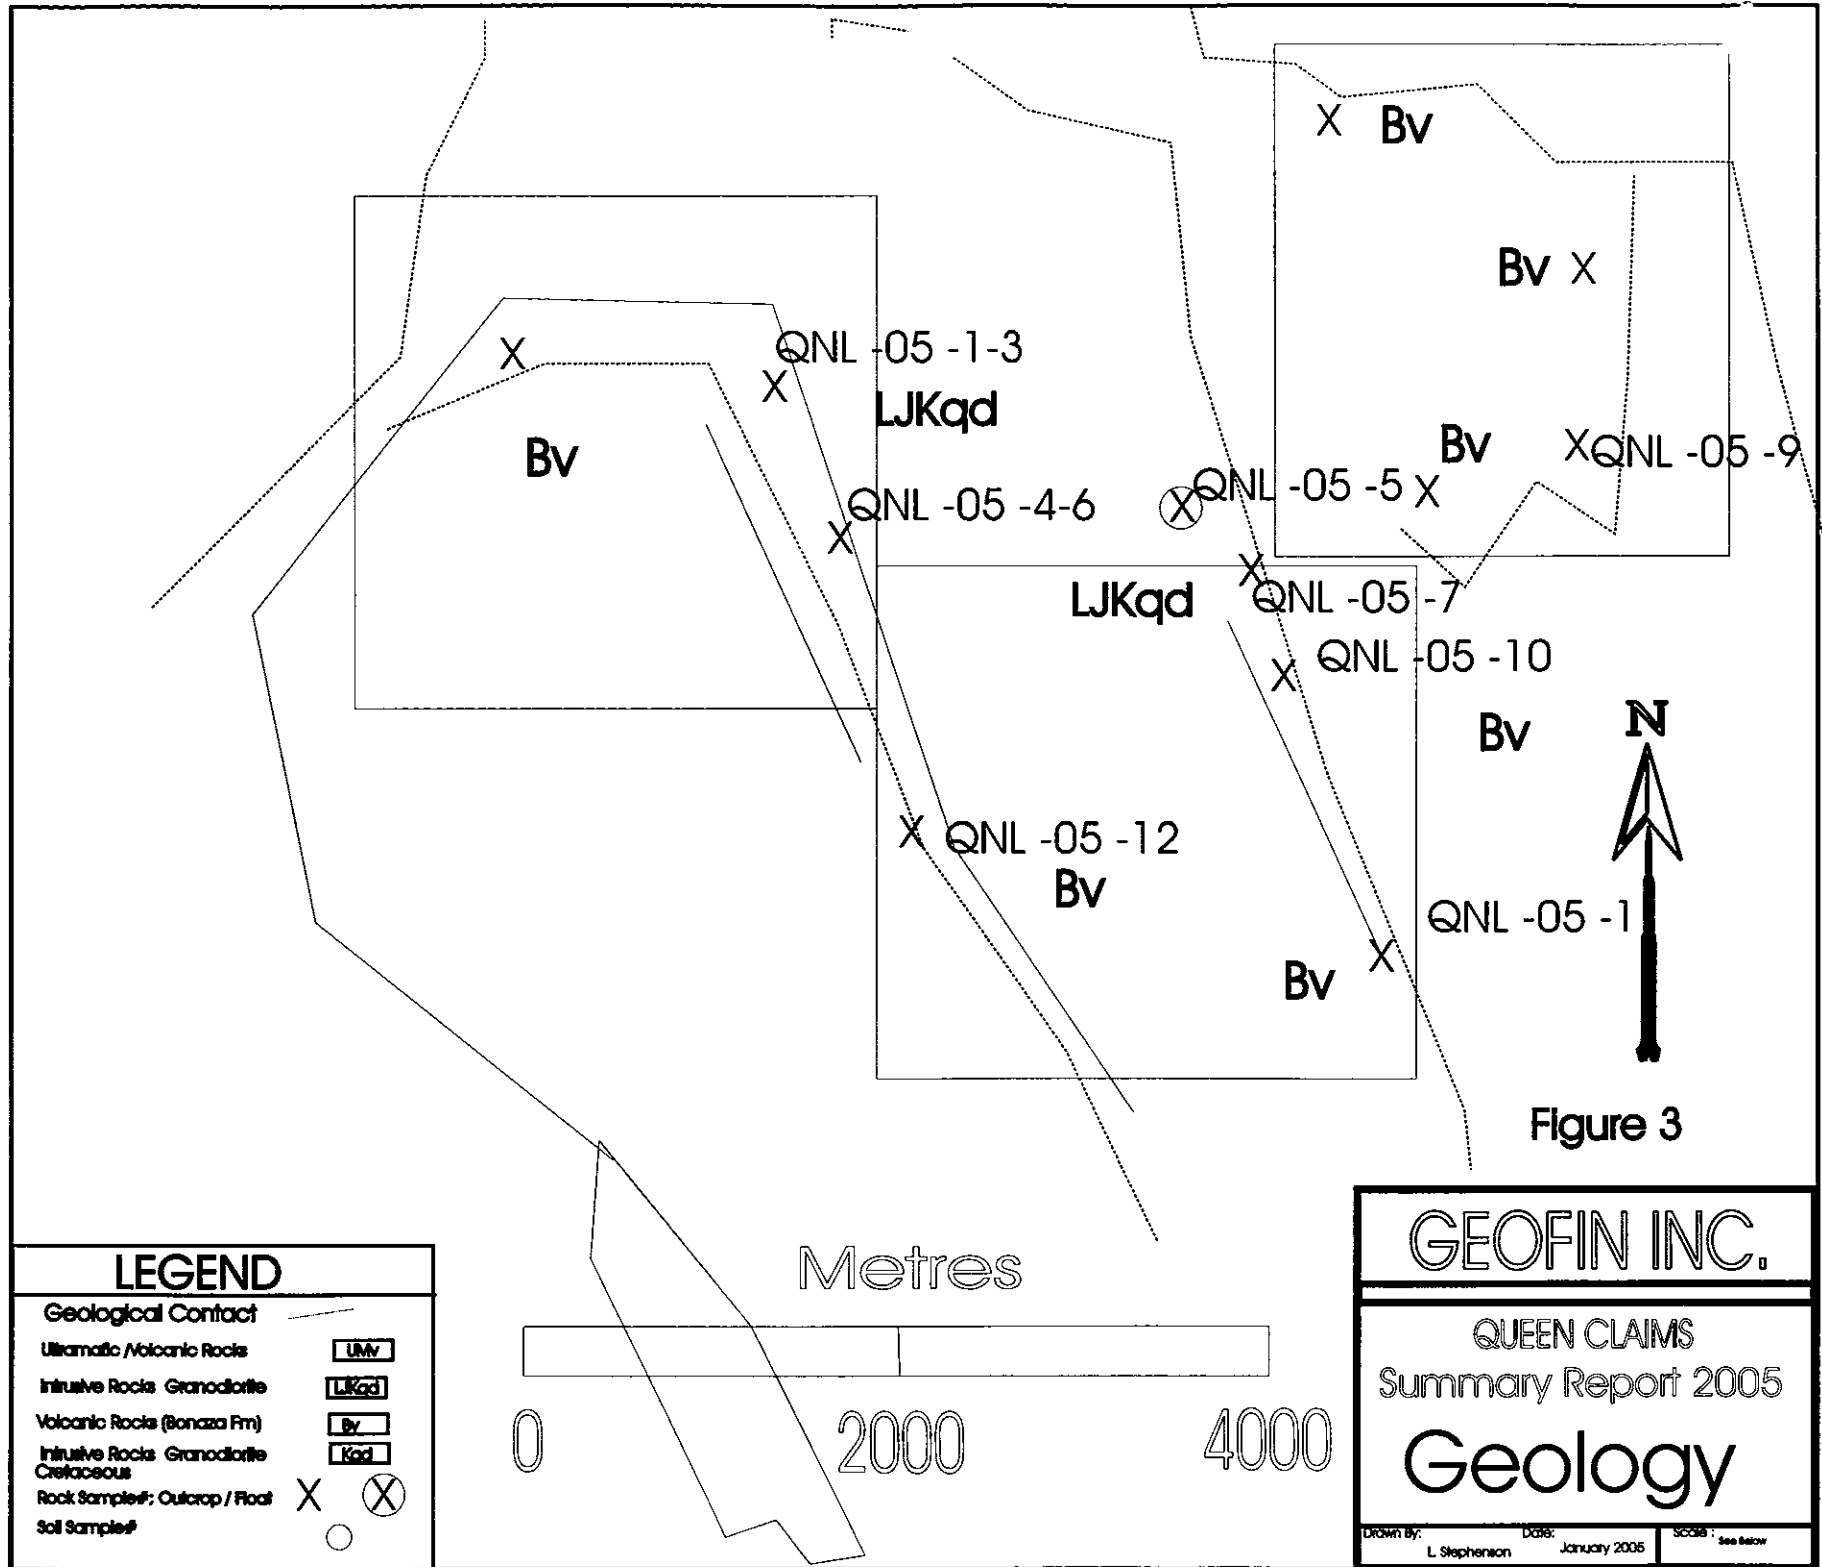 Bv
Bv X
QNL -05 -1-3
LJKqd
Bv
Bv
QNL -05 -9
QNL -05 -4-6
QNL -05 -5
LJKqd
QNL -05 -7
QNL -05 -10
N
Bv
QNL -05 -12
Bv
QNL -05 -1
Bv
Figure 3
LEGEND
Geological Contact
Ultramafic /Volcanic Rocks UMv
Intrusive Rocks Granodiorite LJKqd
Volcanic Rocks (Bonaza Fm) Bv
Intrusive Rocks Granodiorite Kqd
Cretaceous
Rock Sample#; Outcrop / Float X X
Soil Sample#
Metres
0 2000 4000
GEOFIN INC.
QUEEN CLAIMS
Summary Report 2005
Geology
Drawn By: L. Stephenson
Date: January 2005
Scale : See Below